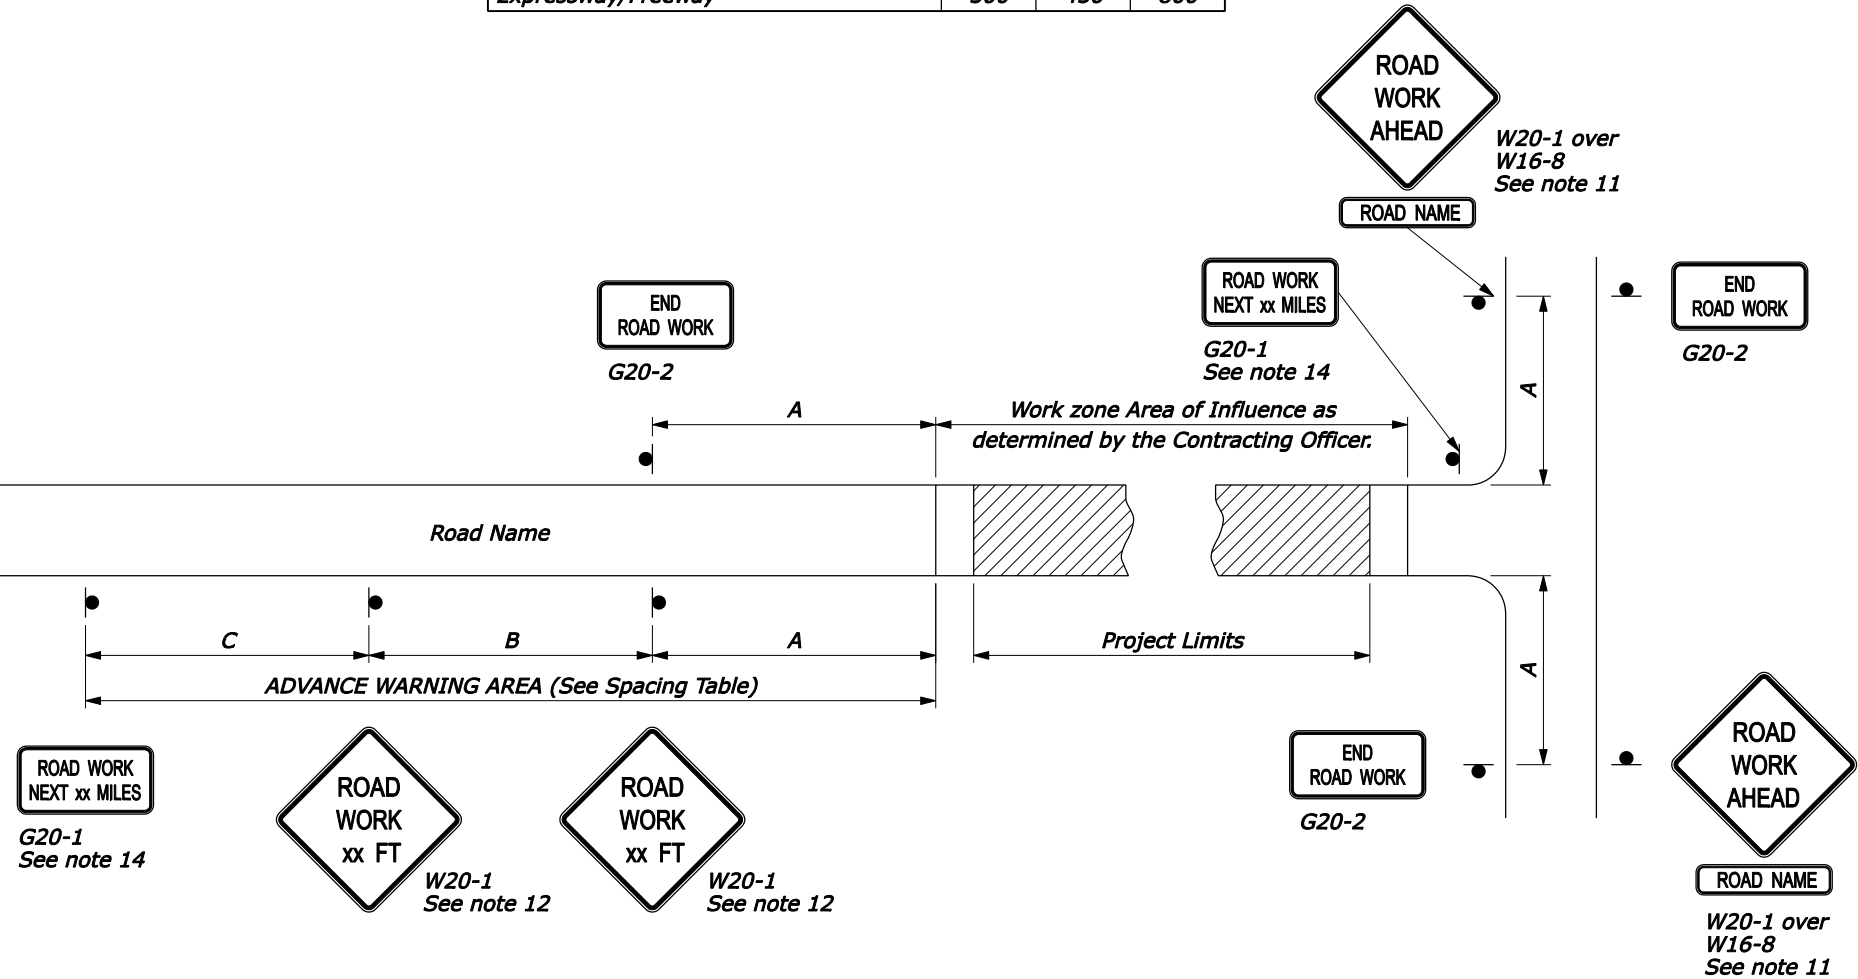 ROAD
WORK
AHEAD
W20-1 over
W16-8
See note 11
ROAD NAME
END
ROAD WORK
G20-2
ROAD WORK
NEXT xx MILES
G20-1
See note 14
END
ROAD WORK
G20-2
A
Work zone Area of Influence as
determined by the Contracting Officer.
A
Road Name
C
B
A
Project Limits
A
ADVANCE WARNING AREA (See Spacing Table)
ROAD WORK
NEXT xx MILES
G20-1
See note 14
ROAD
WORK
xx FT
W20-1
See note 12
ROAD
WORK
xx FT
W20-1
See note 12
END
ROAD WORK
G20-2
ROAD
WORK
AHEAD
ROAD NAME
W20-1 over
W16-8
See note 11